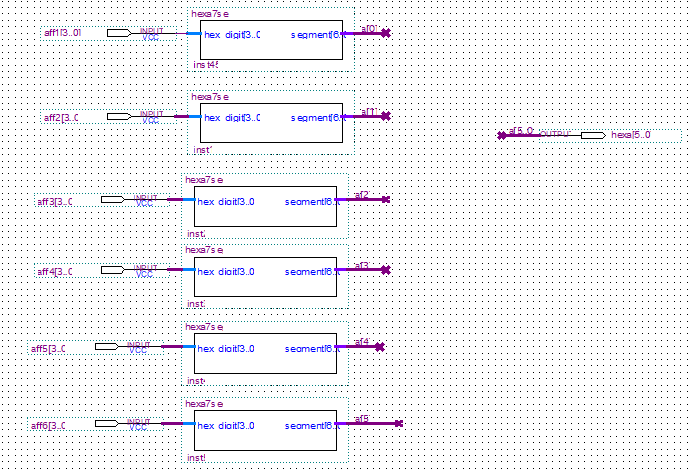 hexa7se
aff1[3..0] INPUT VCC hex digit[3..0 segment[6.. a[0]
inst4
hexa7se
aff2[3..0 INPUT VCC hex digit[3..0 segment[6.. a[1]
inst
a[5..0 OUTPU hexa[5..0
hexa7se
aff3[3..0 INPUT VCC hex digit[3..0 segment[6.. a[2
inst
hexa7se
aff4[3..0 INPUT VCC hex digit[3..0 segment[6.. a[3
inst
hexa7se
aff5[3..0 INPUT VCC hex digit[3..0 segment[6.. a[4
inst
hexa7se
aff6[3..0 INPUT VCC hex digit[3..0 segment[6.. a[5
inst